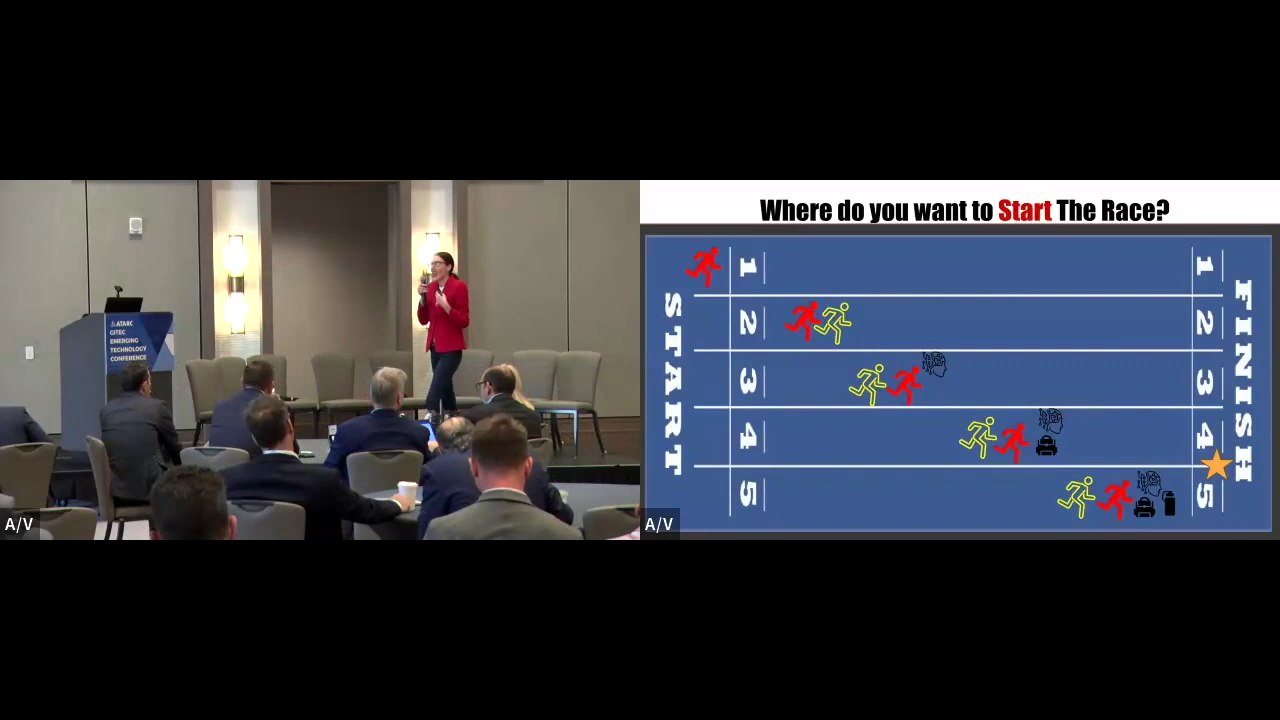 ATARC
GITEC
EMERGING
TECHNOLOGY
CONFERENCE
A/V
Where do you want to Start The Race?
START
1
2
3
4
5
1
2
3
4
5
FINISH
A/V